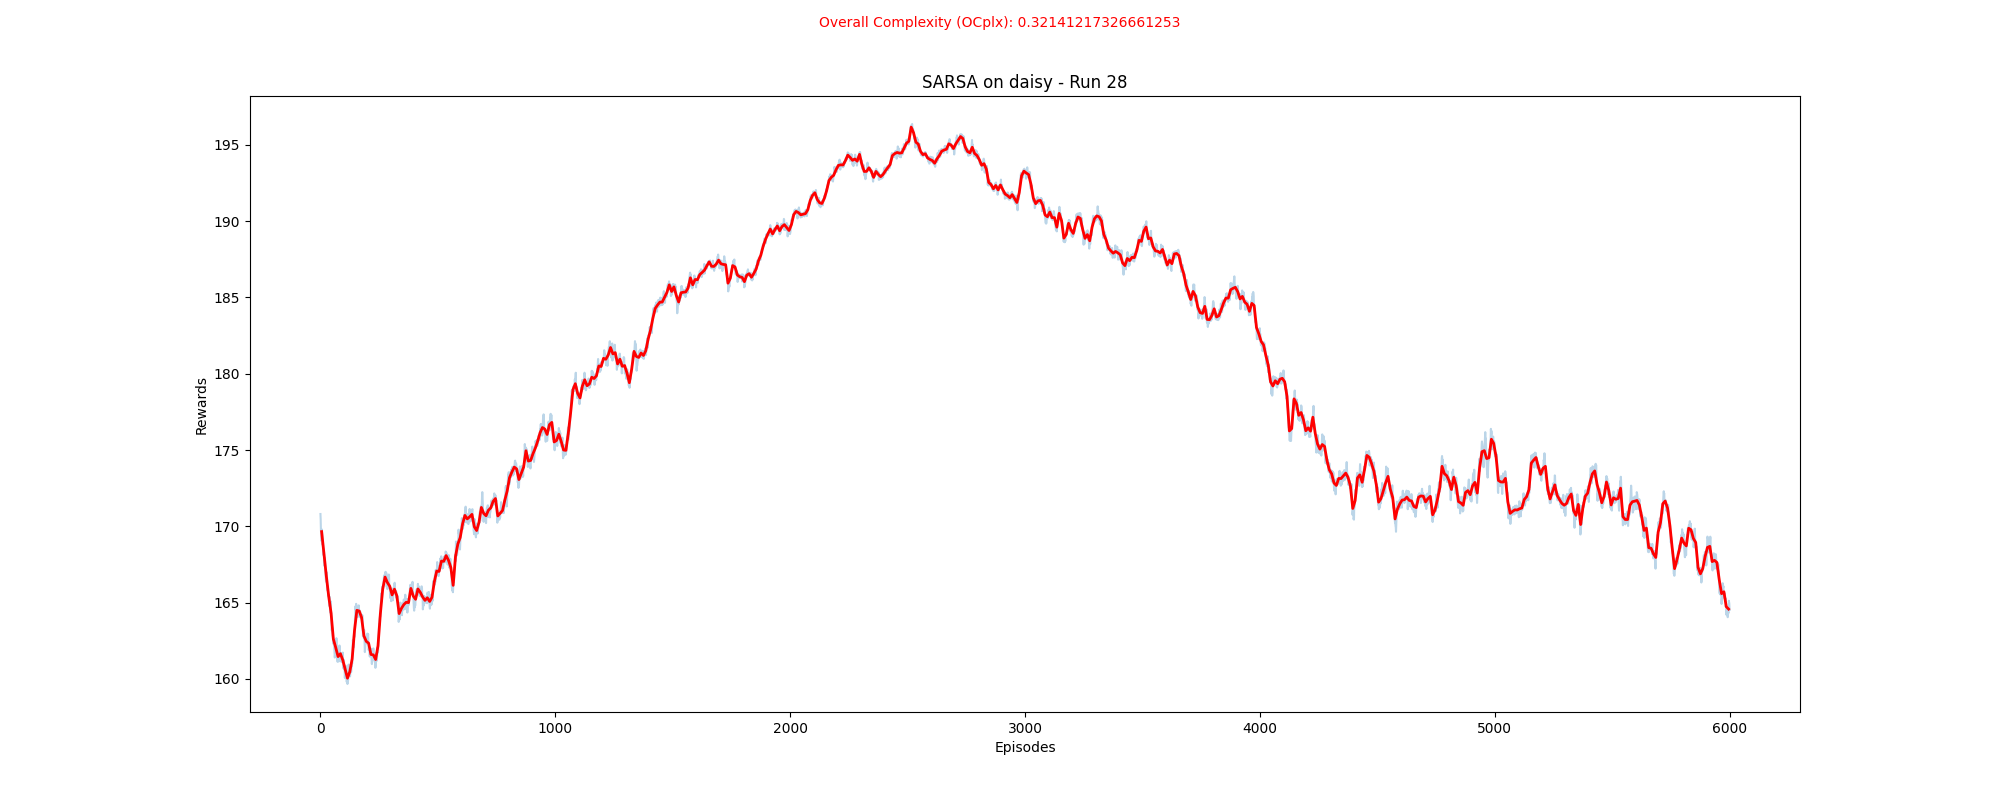 Overall Complexity (OCplx): 0.32141217326661253
SARSA on daisy - Run 28
195
190
185
180
175
170
165
160
Rewards
0 1000 2000 3000 4000 5000 6000
Episodes